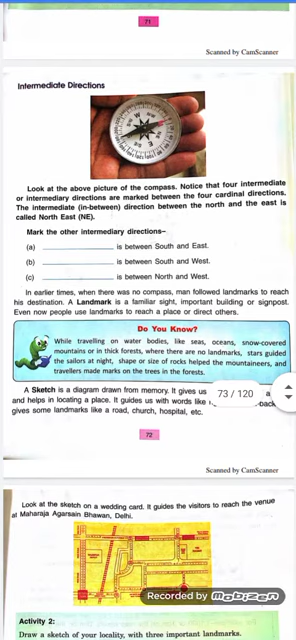 71
Scanned by CamScanner
Intermediate Directions
Look at the above picture of the compass. Notice that four intermediate
or intermediary directions are marked between the four cardinal directions.
The intermediate (in-between) direction between the north and the east is
called North East (NE).
Mark the other intermediary directions–
(a) ____________ is between South and East.
(b) ____________ is between South and West.
(c) ____________ is between North and West.
In earlier times, when there was no compass, man followed landmarks to reach
his destination. A Landmark is a familiar sight, important building or signpost.
Even now people use landmarks to reach a place or direct others.
Do You Know?
While travelling on water bodies, like seas, oceans, snow-covered
mountains or in thick forests, where there are no landmarks, stars guided
the sailors at night, shape or size of rocks helped the mountaineers, and
travellers made marks on the trees in the forests.
A Sketch is a diagram drawn from memory. It gives us
73 / 120
and helps in locating a place. It guides us with words like
gives some landmarks like a road, church, hospital, etc.
72
Scanned by CamScanner
Look at the sketch on a wedding card. It guides the visitors to reach the venue
at Maharaja Agarsain Bhawan, Delhi.
Recorded by mobizen
Activity 2:
Draw a sketch of your locality, with three important landmarks.